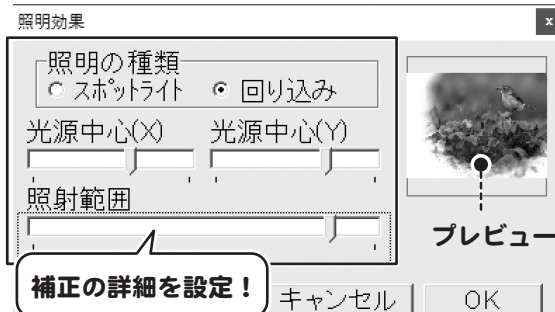 照明効果
x
照明の種類
スポットライト
回り込み
光源中心(X)
光源中心(Y)
照射範囲
プレビュー
補正の詳細を設定!
キャンセル
OK